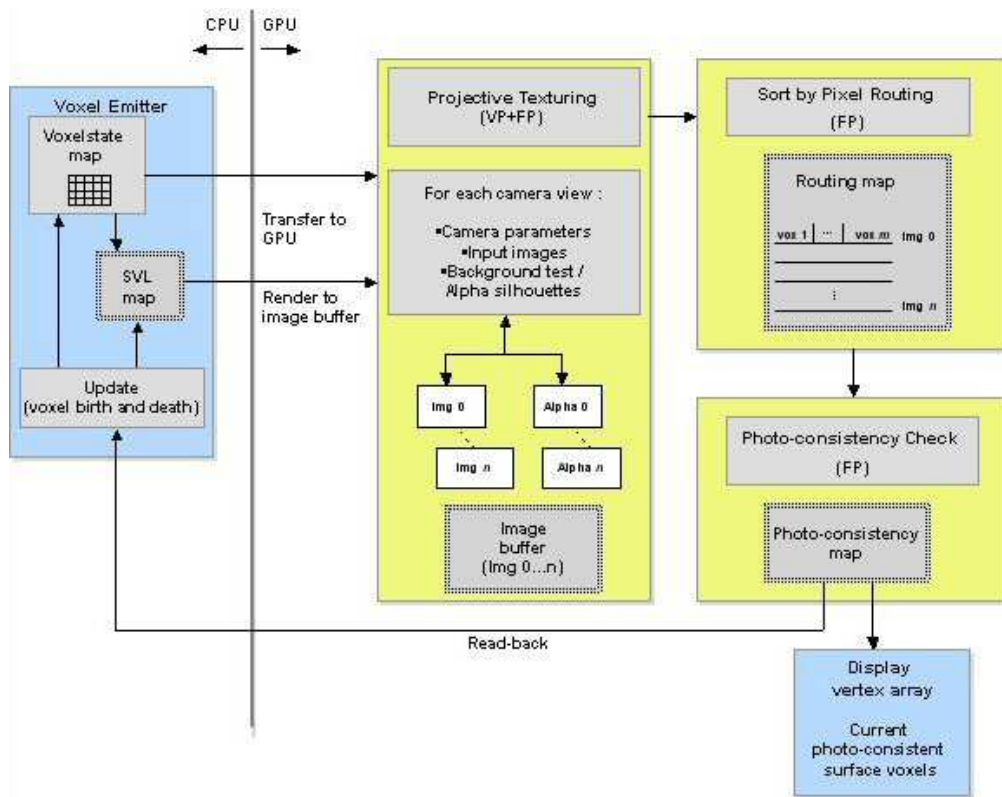 CPU
GPU
Voxel Emitter
Voxelstate
map
SVL
map
Update
(voxel birth and death)
Transfer to
GPU
Render to
image buffer
Projective Texturing
(VP+FP)
For each camera view :
▪Camera parameters
▪Input images
▪Background test /
Alpha silhouettes
Img 0
Alpha 0
Img n
Alpha n
Image
buffer
(Img 0...n)
Sort by Pixel Routing
(FP)
Routing map
vox 1 ... vox m Img 0
⋮
Img n
Photo-consistency Check
(FP)
Photo-consistency
map
Read-back
Display
vertex array
Current
photo-consistent
surface voxels